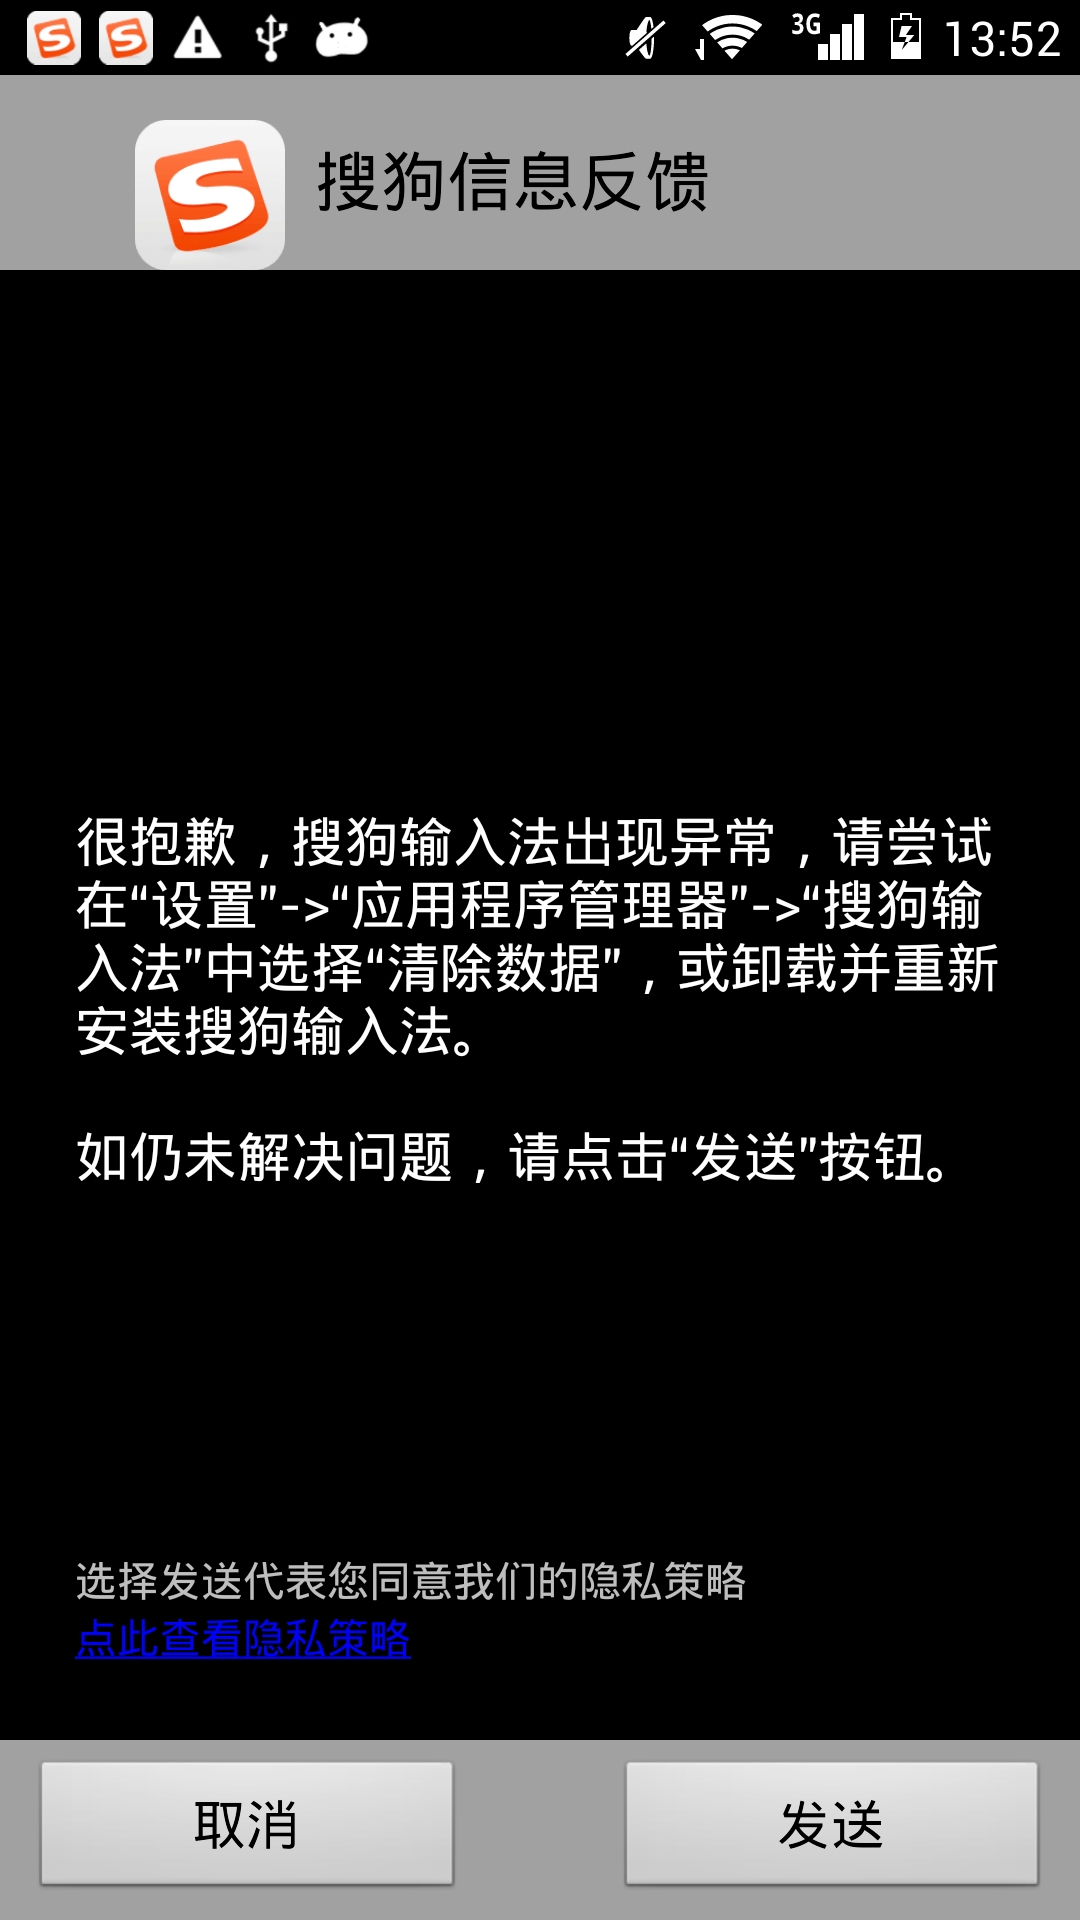 3G 13:52
搜狗信息反馈
很抱歉，搜狗输入法出现异常，请尝试
在“设置”->“应用程序管理器”->“搜狗输
入法”中选择“清除数据”，或卸载并重新
安装搜狗输入法。
如仍未解决问题，请点击“发送”按钮。
选择发送代表您同意我们的隐私策略
点此查看隐私策略
取消 发送